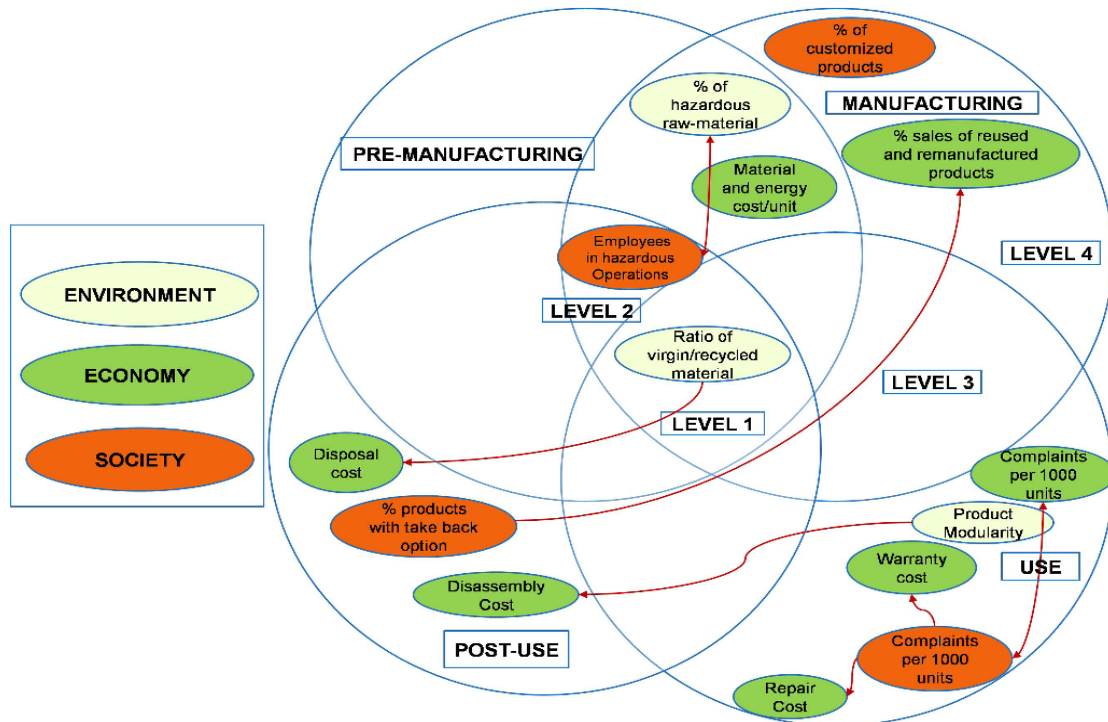 % of
customized
products
% of
hazardous
raw-material
MANUFACTURING
PRE-MANUFACTURING
% sales of reused
and remanufactured
products
Material
and energy
cost/unit
Employees
in hazardous
Operations
LEVEL 4
ENVIRONMENT
LEVEL 2
Ratio of
virgin/recycled
material
ECONOMY
LEVEL 3
LEVEL 1
SOCIETY
Disposal
cost
Complaints
per 1000
units
% products
with take back
option
Product
Modularity
Warranty
cost
USE
Disassembly
Cost
POST-USE
Complaints
per 1000
units
Repair
Cost